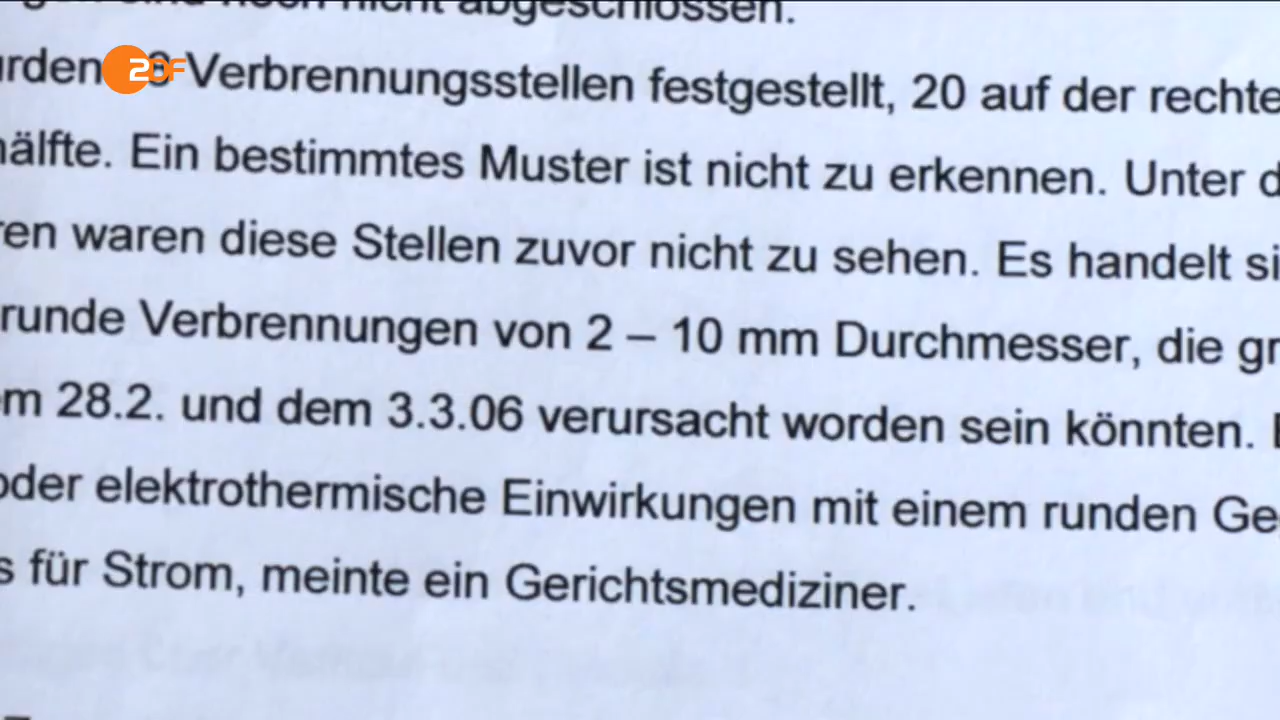 nicht abgeschlossen.
ZDF
Verbrennungsstellen festgestellt, 20 auf der rechte
hälfte. Ein bestimmtes Muster ist nicht zu erkennen. Unter d
ren waren diese Stellen zuvor nicht zu sehen. Es handelt si
runde Verbrennungen von 2 – 10 mm Durchmesser, die gr
m 28.2. und dem 3.3.06 verursacht worden sein könnten.
oder elektrothermische Einwirkungen mit einem runden Ge
s für Strom, meinte ein Gerichtsmediziner.